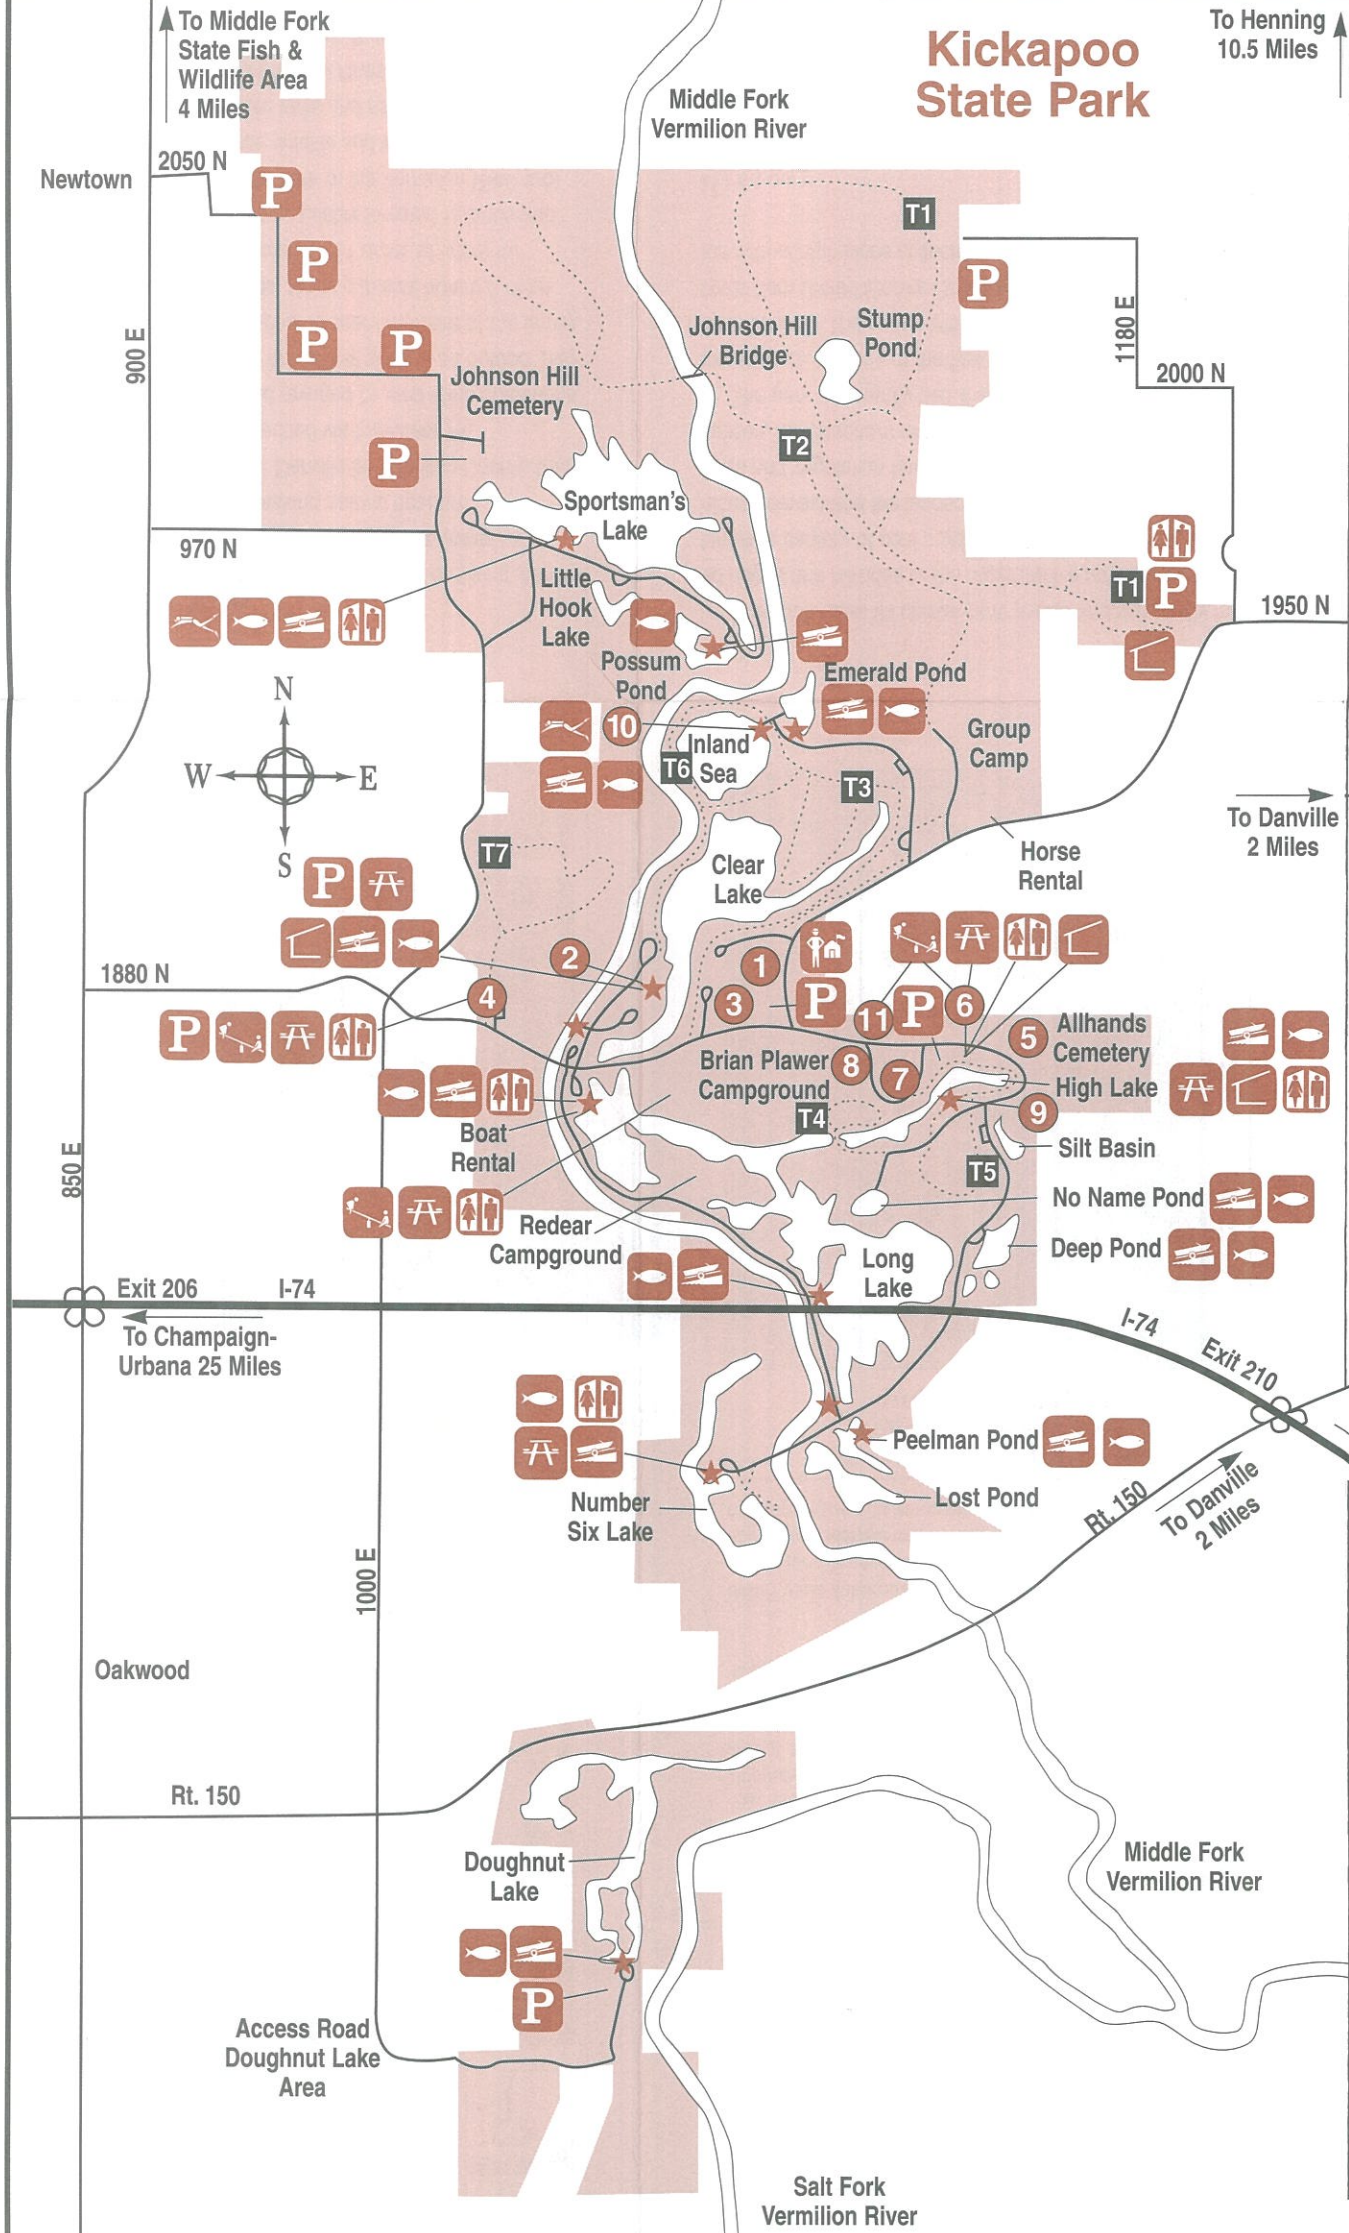 To Middle Fork
State Fish &
Wildlife Area
4 Miles
To Henning
10.5 Miles
Kickapoo
State Park
Middle Fork
Vermilion River
2050 N
Newtown
P
T1
P
P
1180 E
Johnson Hill
Bridge
Stump
Pond
900 E
P
P
2000 N
Johnson Hill
Cemetery
T2
P
Sportsman's
Lake
970 N
Little
Hook
Lake
T1
P
1950 N
Possum
Pond
Emerald Pond
N
W
E
S
10
Inland
Sea
T6
Group
Camp
T3
To Danville
2 Miles
T7
P
Clear
Lake
Horse
Rental
1880 N
2
1
4
3
P
11
P
6
5
Allhands
Cemetery
P
Brian Plawer
Campground
8
7
High Lake
9
T4
Boat
Rental
Silt Basin
850 E
T5
No Name Pond
Redear
Campground
Deep Pond
Long
Lake
Exit 206
I-74
To Champaign-
Urbana 25 Miles
I-74
Exit 210
Peelman Pond
Number
Six Lake
Lost Pond
Rt. 150
To Danville
2 Miles
1000 E
Oakwood
Rt. 150
Doughnut
Lake
Middle Fork
Vermilion River
P
Access Road
Doughnut Lake
Area
Salt Fork
Vermilion River